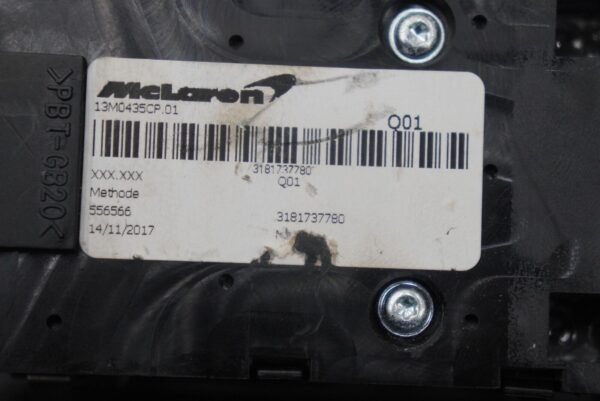 McLaren
13M0435CP.01
Q01
3181737780
Q01
XXX.XXX
Methode
556566
3181737780
14/11/2017
>PBT-GB20<